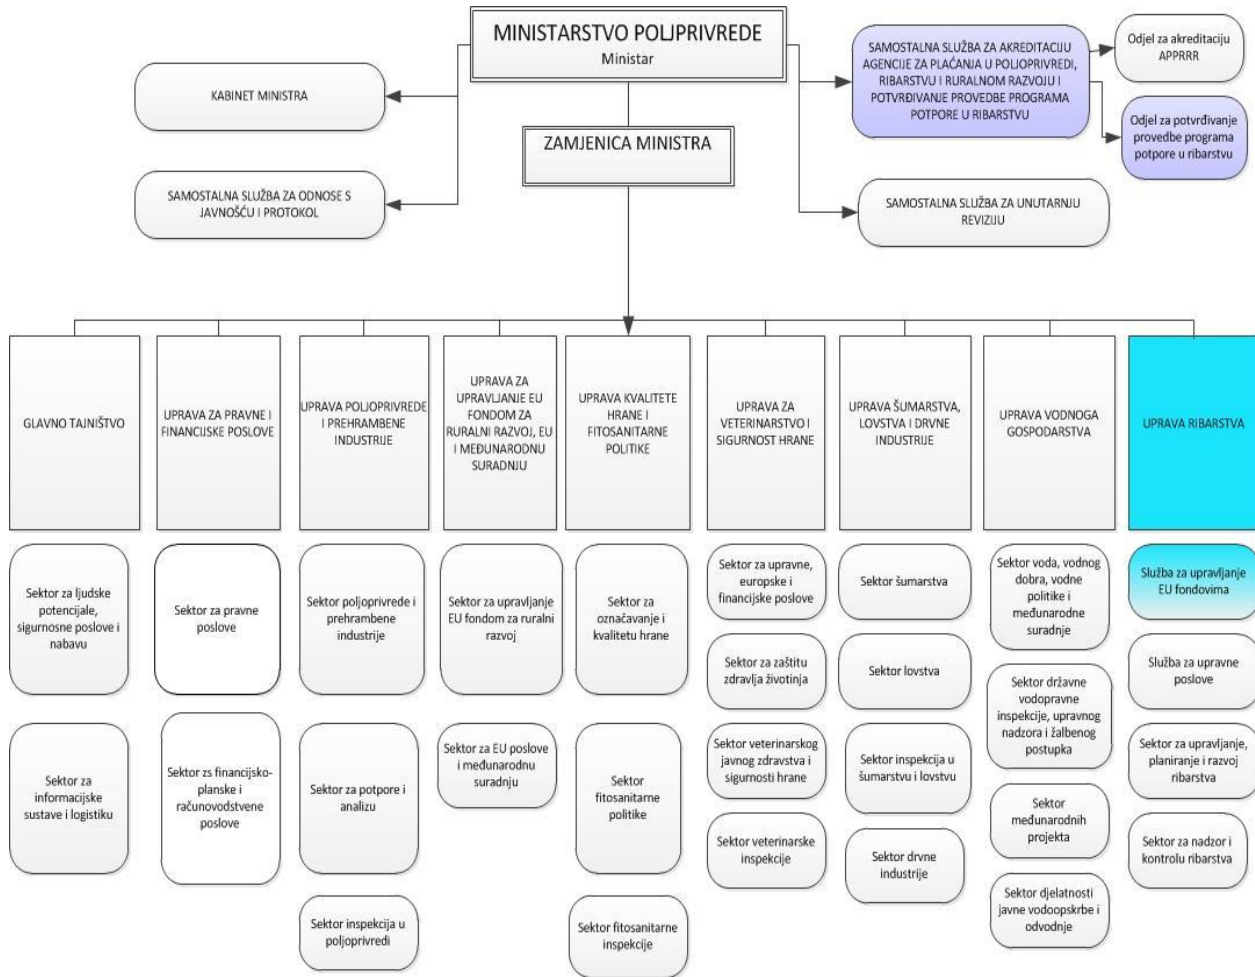 MINISTARSTVO POLJPRIVREDE
Ministar
KABINET MINISTRA
SAMOSTALNA SLUŽBA ZA AKREDITACIJU
AGENCIJE ZA PLAĆANJA U POLJOPRIVREDI,
RIBARSTVU I RURALNOM RAZVOJU I
POTVRĐIVANJE PROVEDBE PROGRAMA
POTPORE U RIBARSTVU
Odjel za akreditaciju
APPRRR
Odjel za potvrđivanje
provedbe programa
potpore u ribarstvu
ZAMJENICA MINISTRA
SAMOSTALNA SLUŽBA ZA ODNOSE S
JAVNOŠĆU I PROTOKOL
SAMOSTALNA SLUŽBA ZA UNUTARNJU
REVIZIJU
GLAVNO TAJNIŠTVO
UPRAVA ZA PRAVNE I
FINANCIJSKE POSLOVE
UPRAVA POLJOPRIVREDE
I PREHRAMBENE
INDUSTRIJE
UPRAVA ZA
UPRAVLJANJE EU
FONDOM ZA
RURALNI RAZVOJ, EU
I MEĐUNARODNU
SURADNJU
UPRAVA KVALITETE
HRANE I
FITOSANITARNE
POLITIKE
UPRAVA ZA
VETERINARSTVO I
SIGURNOST HRANE
UPRAVA ŠUMARSTVA,
LOVSTVA I DRVNE
INDUSTRIJE
UPRAVA VODNOGA
GOSPODARSTVA
UPRAVA RIBARSTVA
Sektor za ljudske
potencijale,
sigurnosne poslove i
nabavu
Sektor za
informacijske
sustave i logistiku
Sektor za pravne
poslove
Sektor zs financijsko-
planske i
računovodstvene
poslove
Sektor poljoprivrede i
prehrambene
industrije
Sektor za potpore i
analizu
Sektor inspekcija u
poljoprivredi
Sektor za upravljanje
EU fondom za ruralni
razvoj
Sektor za EU poslove
i međunarodnu
suradnju
Sektor za
označavanje i
kvalitetu hrane
Sektor
fitosanitarne
politike
Sektor fitosanitarne
inspekcije
Sektor za upravne,
europske i
financijske poslove
Sektor za zaštitu
zdravlja životinja
Sektor veterinarskog
javnog zdravstva i
sigurnosti hrane
Sektor veterinarske
inspekcije
Sektor šumarstva
Sektor lovstva
Sektor inspekcija u
šumarstvu i lovstvu
Sektor drvne
industrije
Sektor voda, vodnog
dobra, vodne
politike i
međunarodne
suradnje
Sektor državne
vodopravne
inspekcije, upravnog
nadzora i žalbenog
postupka
Sektor
međunarodnih
projekta
Sektor djelatnosti
javne vodoopskrbe i
odvodnje
Služba za upravljanje
EU fondovima
Služba za upravne
poslove
Sektor za upravljanje,
planiranje i razvoj
ribarstva
Sektor za nadzor i
kontrolu ribarstva